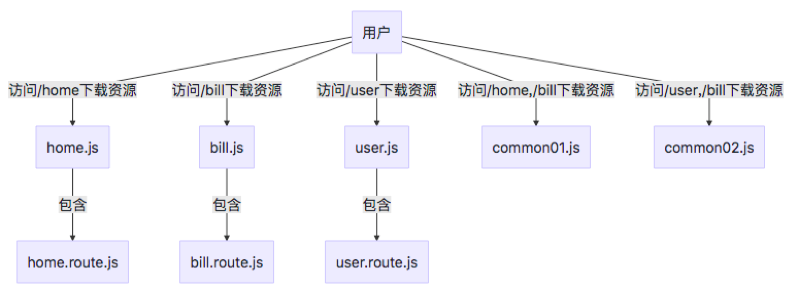 用户
访问/home下载资源
访问/bill下载资源
访问/user下载资源
访问/home,/bill下载资源
访问/user,/bill下载资源
home.js
bill.js
user.js
common01.js
common02.js
包含
包含
包含
home.route.js
bill.route.js
user.route.js